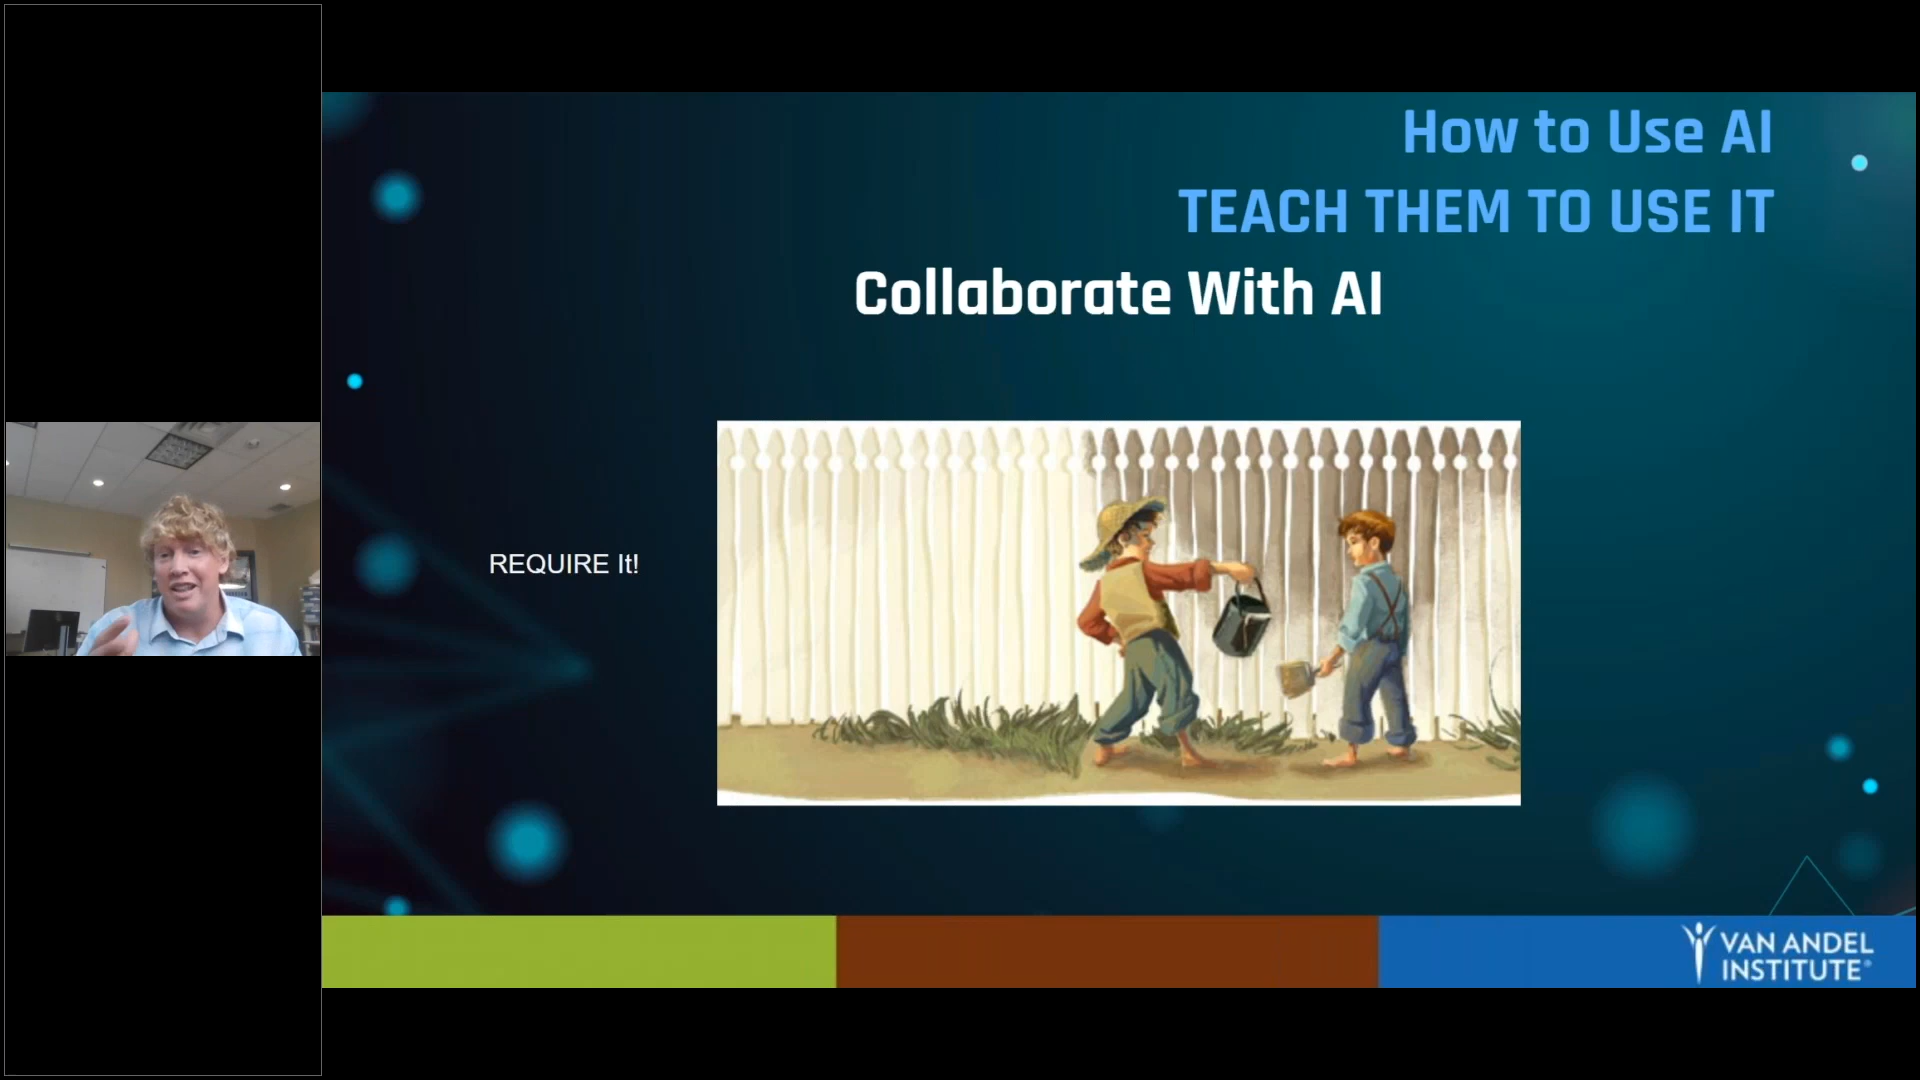 How to Use AI
TEACH THEM TO USE IT
Collaborate With AI
REQUIRE It!
VAN ANDEL
INSTITUTE®